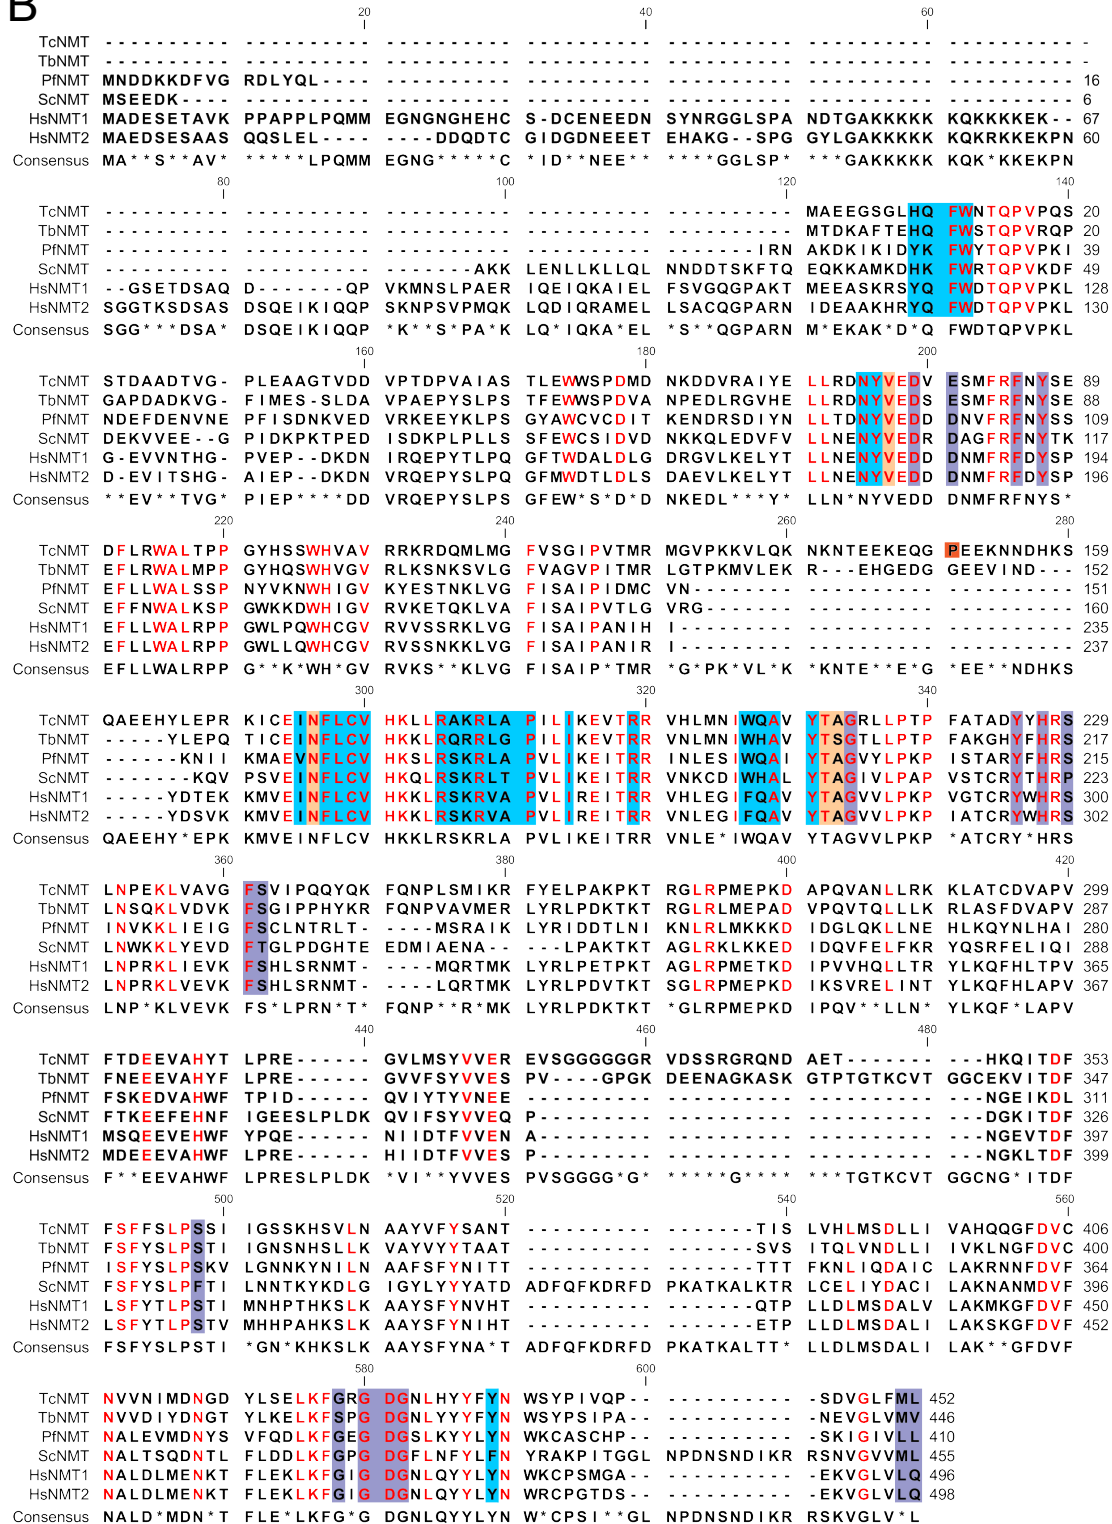 B
20 40 60
TcNMT ---------- ---------- ---------- ---------- ---------- ---------- ---------- -
TbNMT ---------- ---------- ---------- ---------- ---------- ---------- ---------- -
PfNMT MNDDKKDFVG RDLYQL---- ---------- ---------- ---------- ---------- ---------- 16
ScNMT MSEEDK---- ---------- ---------- ---------- ---------- ---------- ---------- 6
HsNMT1 MADESETAVK PPAPPLPQMM EGNGNGHEHC S-DCENEEDN SYNRGGLSPA NDTGAKKKKK KQKKKKEK-- 67
HsNMT2 MAEDSESAAS QQSLEL---- --DDQDTCGIDGDNEEET EHAKG--SPG GYLGAKKKKK KQKRKKEKPN 60
Consensus MA**S**AV* *****LPQMM EGNG*****C *ID**NEE** ****GGLSP* ***GAKKKKK KQK*KKEKPN
80 100 120 140
TcNMT ---------- ---------- ---------- ---------- ---------- MAEEGSGLHQ FWNTQPVPQS 20
TbNMT ---------- ---------- ---------- ---------- ---------- MTDKAFTEHQ FWSTQPVRQP 20
PfNMT ---------- ---------- ---------- ---------- -------IRN AKDKIKIDYK FWYTQPVPKI 39
ScNMT ---------- ---------- -------AKK LENLLKLLQL NNDDTSKFTQ EQKKAMKDHK FWRTQPVKDF 49
HsNMT1 --GSETDSAQ D-------QP VKMNSLPAER IQEIQKAIEL FSVGQGPAKT MEEASKRSYQ FWDTQPVPKL 128
HsNMT2 SGGTKSDSAS DSQEIKIQQP SKNPSVPMQK LQDIQRAMEL LSACQGPARN IDEAAKHRYQ FWDTQPVPKL 130
Consensus SGG***DSA* DSQEIKIQQP *K**S*PA*K LQ*IQKA*EL *S**QGPARN M*EKAK*D*Q FWDTQPVPKL
160 180 200
TcNMT STDAADTVG- PLEAAGTVDD VPTDPVAIAS TLEWWSPDMD NKDDVRAIYE LLRDNYVEDV ESMFRFNYSE 89
TbNMT GAPEADKVG- FIMES-SLDA VPAEPYNLPS TFEWWSPDVA NPEDLRGVHE LLRDNYVEDS ESMFRFNYSE 88
PfNMT NDEFDENVNE PFISDNKVED VRKEEYKLPS GYAWCVCDIT KENDRSDIYN LLTDNYVEDD DNVFRFNYSS 109
ScNMT DEKVVEE--G PIDKPKTPED ISDKPLPLLS SFEWCSIDVD NKKQLEDVFV LLNENYVEDR DAGFRFNYTK 117
HsNMT1 G-EVVNTHG- PVEP--DKDN IRQEPYTLPQ GFTWDALDLG DRGVLKELYT LLNENYVEDD DNMFRFDYSP 194
HsNMT2 D-EVITSHG- AIEP--DKDN VRQEPYSLPQ GFMWDTLDLS DAEVLKELYT LLNENYVEDD DNMFRFDYSP 196
Consensus **EV**TVG* PIEP****DD VRQEPYSLPS GFEW*S*D*D NKEDL***Y* LLN*NYVEDD DNMFRFNYS*
220 240 260 280
TcNMT DFLRWALTPP GYHSSWHVAV RRKRDQMLMG FVSGIPVTMR MGVPKKVLQK NKNTEEKEQG PEEKNNDHKS 159
TbNMT EFLRWALMPP GYHQSWHVGV RLKSNKSVLG FVAGVPITMR LGTPKMVLEK R---EHGEDG GEEVIND--- 152
PfNMT EFLLWALSSP NYVKNWHIGV KYESTNKLVG FISAIPIDMC VN-------- ---------- ---------- 151
ScNMT EFFNWALKSP GWKKDWHIGV RVKETQKLVA FISAIPVTLG VRG------- ---------- ---------- 160
HsNMT1 EFLLWALRPP GWLPQWHCGV RVVSSRKLVG FISAIPANIH I--------- ---------- ---------- 235
HsNMT2 EFLLWALRPP GWLLQWHCGV RVSSNKKLVG FISAIPANIR I--------- ---------- ---------- 237
Consensus EFLLWALRPP G**K*WH*GV RVKS**KLVG FISAIP*TMR *G*PK*VL*K *KNTE**E*G *EE**NDHKS
300 320 340
TcNMT QAEEHYLEPR KICEINFLCV HKLLRAKRLA PILIKEVTRR VHLMNIWQAV YTAGRLLPTP FATADYYHRS 229
TbNMT -----YLEPQ TICEINFLCV HKKLRQRRLG PILIKEVTRR VNLMNIWHAV YTSGTLLPTP FAKGHYFHRS 217
PfNMT ------KNII KMAEVNFLCV HKQLRSKRLA PVLIKEITRR INLESIWQAI YTAGVYLPKP ISTARYFHRS 215
ScNMT -------KQV PSVEINFLCV HKQLRSKRLT PVLIKEITRR VNKCDIWHAL YTAGIVLPAP VSTCRYTHRP 223
HsNMT1 -----YDTEK KMVEINFLCV HKKLRSKRVA PVLIREITRR VHLEGIFQAV YTAGVVLPKP VGTCRYWHRS 300
HsNMT2 -----YDSVK KMVEINFLCV HKKLRSKRVA PVLIREITRR VNLEGIFQAV YTAGVVLPKP IATCRYWHRS 302
Consensus QAEEHY*EPK KMVEINFLCV HKKLRSKRLA PVLIKEITRR VNLE*IWQAV YTAGVVLPKP *ATCRY*HRS
360 380 400 420
TcNMT LNPEKLVAVG FSVIPQQYQK FQNPLSMIKR FYELPAKPKT RGLRPMEPKD APQVANLLRK KLATCDVAPV 299
TbNMT LNSQKLVDVK FSGIPPHYKR FQNPVAVMER LYRLPDKTKT RGLRLMEPAD VPQVTQLLLK RLASFDVAPV 287
PfNMT INVKKLIEIG FSCLNTRLT- ----MSRAIK LYRIDDTLNI KNLRLMKKKD IDGLQKLLNE HLKQYNLHAI 280
ScNMT LNWKKLYEVD FTGLPDGHTE EDMIAENA-- ---LPAKTKT AGLRKLKKED IDQVFELFKR YQSRFELIQI 288
HsNMT1 LNPRKLIEVK FSHLSRNMT- ----MQRTMK LYRLPETPKT AGLRPMETKD IPVVHQLLTR YLKQFHLTPV 365
HsNMT2 LNPRKLVEVK FSHLSRNMT- ----LQRTMK LYRLPDVTKT SGLRPMEPKD IKSVRELINT YLKQFHLAPV 367
Consensus LNP*KLVEVK FS*LPRN*T* FQNP**R*MK LYRLPDKTKT *GLRPMEPKD IPQV**LLN* YLKQF*LAPV
440 460 480
TcNMT FTDEEVAHYT LPRE------ GVLMSYVVER EVSGGGGGGR VDSSRGRQND AET------- ---HKQITDF 353
TbNMT FNEEEVAHYF LPRE------ GVVFSYVVES PV----GPGK DEENAGKASK GTPTGTKCVT GGCEKVITDF 347
PfNMT FSKEDVAHWF TPID------ QVIYTYVNEE ---------- ---------- ---------- ---NGEIKDL 311
ScNMT FTKEEFEHNF IGEESLPLDK QVIFSYVVEQ P--------- ---------- ---------- ---DGKITDF 326
HsNMT1 MSQEEVEHWF YPQE------ NIIDTFVVEN A--------- ---------- ---------- ---NGEVTDF 397
HsNMT2 MDEEEVAHWF LPRE------ HIIDTFVVES P--------- ---------- ---------- ---NGKLTDF 399
Consensus F**EEVAHWF LPRESLPLDK *VI**YVVES PVSGGGG*G* *****G**** ***TGTKCVT GGCNG*ITDF
500 520 540 560
TcNMT FSFFSLPSSI IGSSKHSVLN AAYVFYSANT ---------- -------TIS LVHLMSDLLI VAHQQGFDVC 406
TbNMT FSFYSLPSTI IGNSNHSLLK VAYVYYTAAT ---------- -------SVS ITQLVNDLLI IVKLNGFDVC 400
PfNMT ISFYSLPSKV LGNNKYNILN AAFSFYNITT ---------- -------TTT FKNLIQDAIC LAKRNNFDVF 364
ScNMT FSFYSLPFTI LNNTKYKDLG IGYLYYYATD ADFQFKDRFD PKATKALKTR LCELIYDACI LAKNANMDVF 396
HsNMT1 LSFYTLPSTI MNHPTHKSLK AAYSFYNVHT ---------- -------QTP LLDLMSDALV LAKMKGFDVF 450
HsNMT2 LSFYTLPSTV MHHPAHKSLK AAYSFYNIHT ---------- -------ETP LLDLMSDALI LAKSKGFDVF 452
Consensus FSFYSLPSTI *GN*KHKSLK AAYSFYNA*T ADFQFKDRFD PKATKALTT* LLDLMSDALI LAK**GFDVF
580 600
TcNMT NVVNIMDNGD YLSELKFGRG DGNLHYYFYN WSYPIVQP-- ---------- --SDVGLFML 452
TbNMT NVVDIYDNGT YLKELKFSPG DGNLYYYFYN WSYPSIPA-- ---------- --NEVGLVMV 446
PfNMT NALEVMDNYS VFQDLKFGEG DGSLKYYLYN WKCASCHP-- ---------- --SKIGIVLL 410
ScNMT NALTSQDNTL FLDDLKFGPG DGFLNFYLFN YRAKPITGGL NPDNSNDIKR RSNVGVVML 455
HsNMT1 NALDLMENKT FLEKLKFGIG DGNLQYYLYN WKCPSMGA-- ---------- --EKVGLVLQ 496
HsNMT2 NALDLMENKT FLEKLKFGIG DGNLQYYLYN WRCPGTDS-- ---------- --EKVGLVLQ 498
Consensus NALD*MDN*T FLE*LKFG*G DGNLQYYLYN W*CPSI**GL NPDNSNDIKR RSKVGLV*L